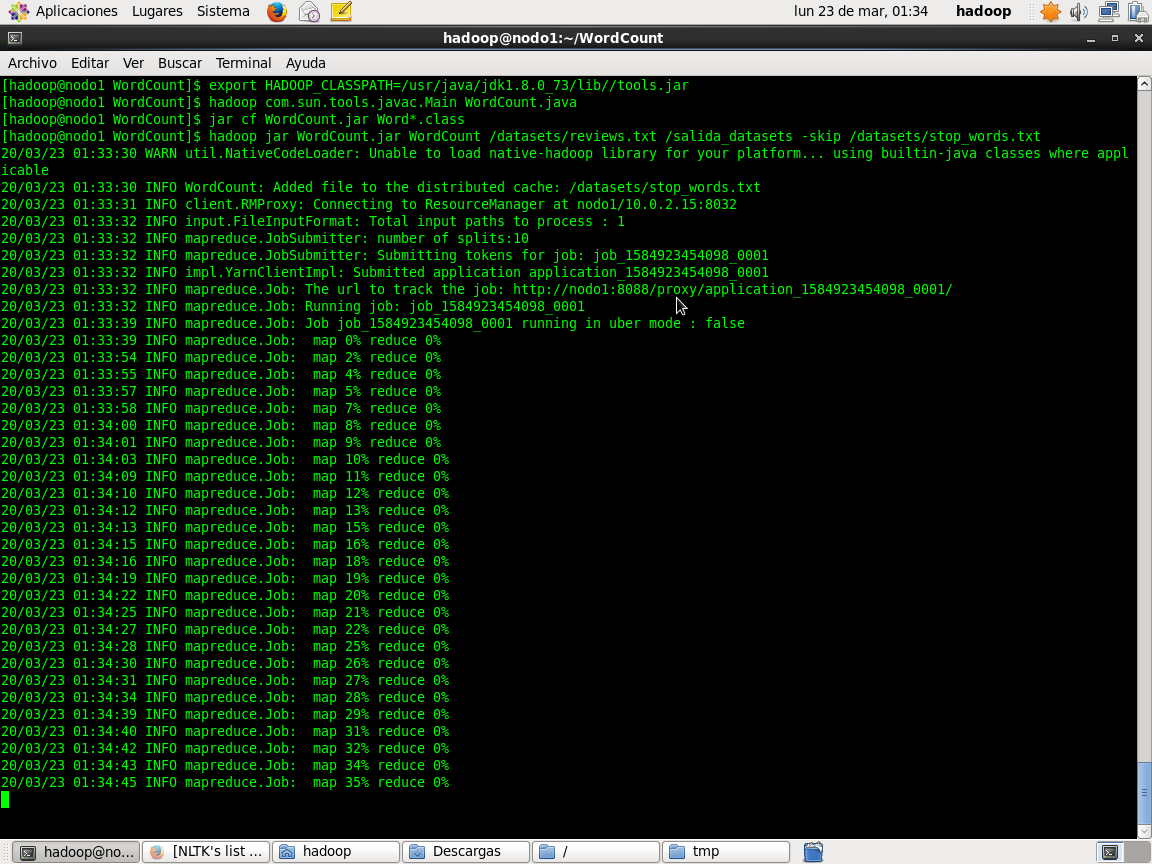 Aplicaciones Lugares Sistema lun 23 de mar, 01:34 hadoop
hadoop@nodo1:~/WordCount
Archivo Editar Ver Buscar Terminal Ayuda
[hadoop@nodo1 WordCount]$ export HADOOP_CLASSPATH=/usr/java/jdk1.8.0_73/lib//tools.jar
[hadoop@nodo1 WordCount]$ hadoop com.sun.tools.javac.Main WordCount.java
[hadoop@nodo1 WordCount]$ jar cf WordCount.jar Word*.class
[hadoop@nodo1 WordCount]$ hadoop jar WordCount.jar WordCount /datasets/reviews.txt /salida_datasets -skip /datasets/stop_words.txt
20/03/23 01:33:30 WARN util.NativeCodeLoader: Unable to load native-hadoop library for your platform... using builtin-java classes where appl
icable
20/03/23 01:33:30 INFO WordCount: Added file to the distributed cache: /datasets/stop_words.txt
20/03/23 01:33:31 INFO client.RMProxy: Connecting to ResourceManager at nodo1/10.0.2.15:8032
20/03/23 01:33:32 INFO input.FileInputFormat: Total input paths to process : 1
20/03/23 01:33:32 INFO mapreduce.JobSubmitter: number of splits:10
20/03/23 01:33:32 INFO mapreduce.JobSubmitter: Submitting tokens for job: job_1584923454098_0001
20/03/23 01:33:32 INFO impl.YarnClientImpl: Submitted application application_1584923454098_0001
20/03/23 01:33:32 INFO mapreduce.Job: The url to track the job: http://nodo1:8088/proxy/application_1584923454098_0001/
20/03/23 01:33:32 INFO mapreduce.Job: Running job: job_1584923454098_0001
20/03/23 01:33:39 INFO mapreduce.Job: Job job_1584923454098_0001 running in uber mode : false
20/03/23 01:33:39 INFO mapreduce.Job:  map 0% reduce 0%
20/03/23 01:33:54 INFO mapreduce.Job:  map 2% reduce 0%
20/03/23 01:33:55 INFO mapreduce.Job:  map 4% reduce 0%
20/03/23 01:33:57 INFO mapreduce.Job:  map 5% reduce 0%
20/03/23 01:33:58 INFO mapreduce.Job:  map 7% reduce 0%
20/03/23 01:34:00 INFO mapreduce.Job:  map 8% reduce 0%
20/03/23 01:34:01 INFO mapreduce.Job:  map 9% reduce 0%
20/03/23 01:34:03 INFO mapreduce.Job:  map 10% reduce 0%
20/03/23 01:34:09 INFO mapreduce.Job:  map 11% reduce 0%
20/03/23 01:34:10 INFO mapreduce.Job:  map 12% reduce 0%
20/03/23 01:34:12 INFO mapreduce.Job:  map 13% reduce 0%
20/03/23 01:34:13 INFO mapreduce.Job:  map 15% reduce 0%
20/03/23 01:34:15 INFO mapreduce.Job:  map 16% reduce 0%
20/03/23 01:34:16 INFO mapreduce.Job:  map 18% reduce 0%
20/03/23 01:34:19 INFO mapreduce.Job:  map 19% reduce 0%
20/03/23 01:34:22 INFO mapreduce.Job:  map 20% reduce 0%
20/03/23 01:34:25 INFO mapreduce.Job:  map 21% reduce 0%
20/03/23 01:34:27 INFO mapreduce.Job:  map 22% reduce 0%
20/03/23 01:34:28 INFO mapreduce.Job:  map 25% reduce 0%
20/03/23 01:34:30 INFO mapreduce.Job:  map 26% reduce 0%
20/03/23 01:34:31 INFO mapreduce.Job:  map 27% reduce 0%
20/03/23 01:34:34 INFO mapreduce.Job:  map 28% reduce 0%
20/03/23 01:34:39 INFO mapreduce.Job:  map 29% reduce 0%
20/03/23 01:34:40 INFO mapreduce.Job:  map 31% reduce 0%
20/03/23 01:34:42 INFO mapreduce.Job:  map 32% reduce 0%
20/03/23 01:34:43 INFO mapreduce.Job:  map 34% reduce 0%
20/03/23 01:34:45 INFO mapreduce.Job:  map 35% reduce 0%
hadoop@no... [NLTK's list ... hadoop Descargas / tmp